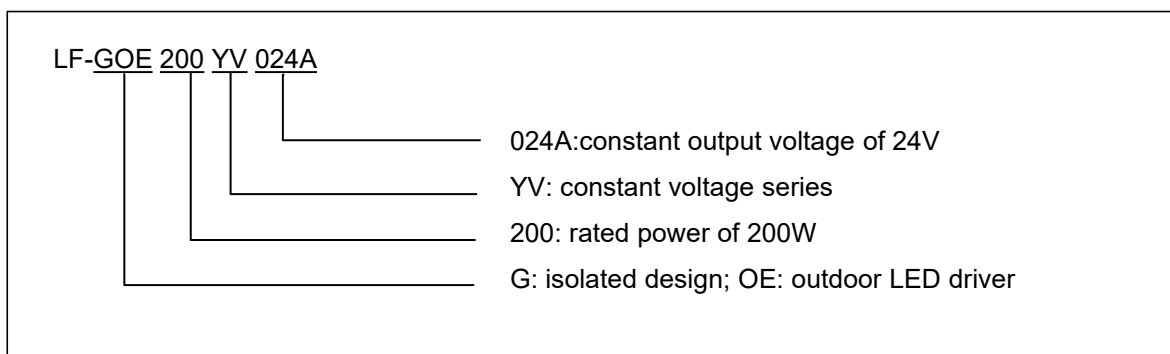 LF-GOE 200 YV 024A
024A:constant output voltage of 24V
YV: constant voltage series
200: rated power of 200W
G: isolated design; OE: outdoor LED driver